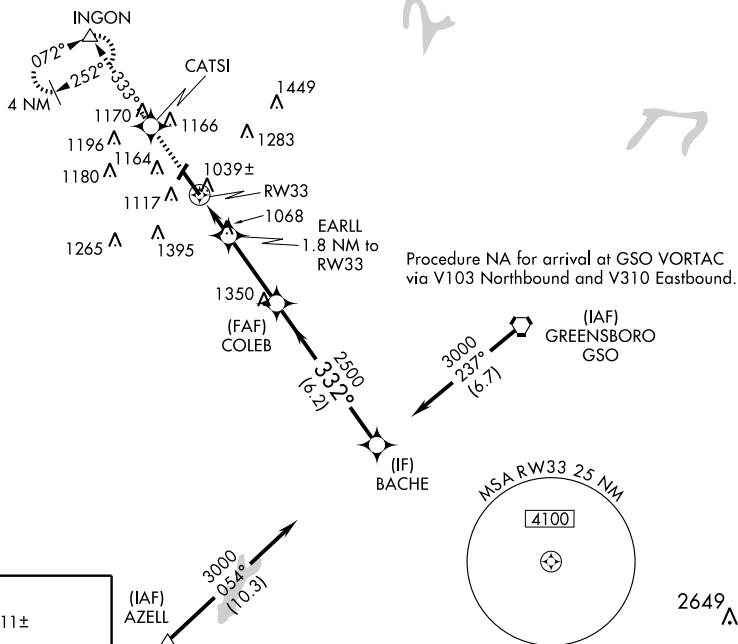 INGON
072°
252°
333°
4 NM
CATSI
1449
1170
1166
1283
1196
1164
1180
1039±
RW33
1117
1068
EARLL
1.8 NM to
RW33
1265
1395
Procedure NA for arrival at GSO VORTAC
via V103 Northbound and V310 Eastbound.
1350
(FAF)
COLEB
(IAF)
GREENSBORO
GSO
3000
237°
(6.7)
2500
332°
(6.2)
(IF)
BACHE
MSA RW33 25 NM
4100
3000
054°
(10.3)
(IAF)
AZELL
2649
11±